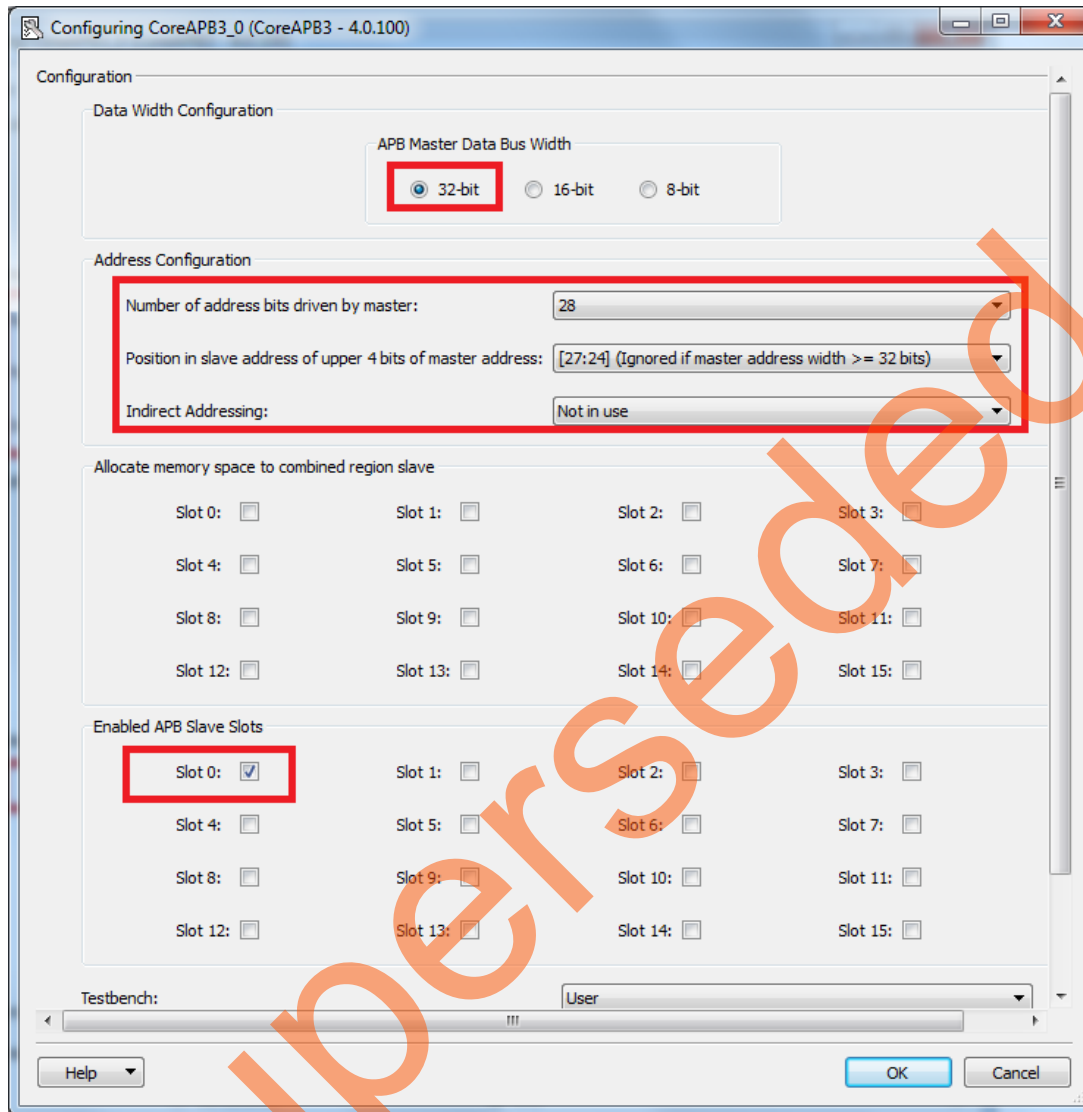 Configuring CoreAPB3_0 (CoreAPB3 - 4.0.100)
Configuration
Data Width Configuration
APB Master Data Bus Width
32-bit 16-bit 8-bit
Address Configuration
Number of address bits driven by master: 28
Position in slave address of upper 4 bits of master address: [27:24] (Ignored if master address width >= 32 bits)
Indirect Addressing: Not in use
Allocate memory space to combined region slave
Slot 0: Slot 1: Slot 2: Slot 3:
Slot 4: Slot 5: Slot 6: Slot 7:
Slot 8: Slot 9: Slot 10: Slot 11:
Slot 12: Slot 13: Slot 14: Slot 15:
Enabled APB Slave Slots
Slot 0: Slot 1: Slot 2: Slot 3:
Slot 4: Slot 5: Slot 6: Slot 7:
Slot 8: Slot 9: Slot 10: Slot 11:
Slot 12: Slot 13: Slot 14: Slot 15:
Testbench: User
Help OK Cancel
persedded